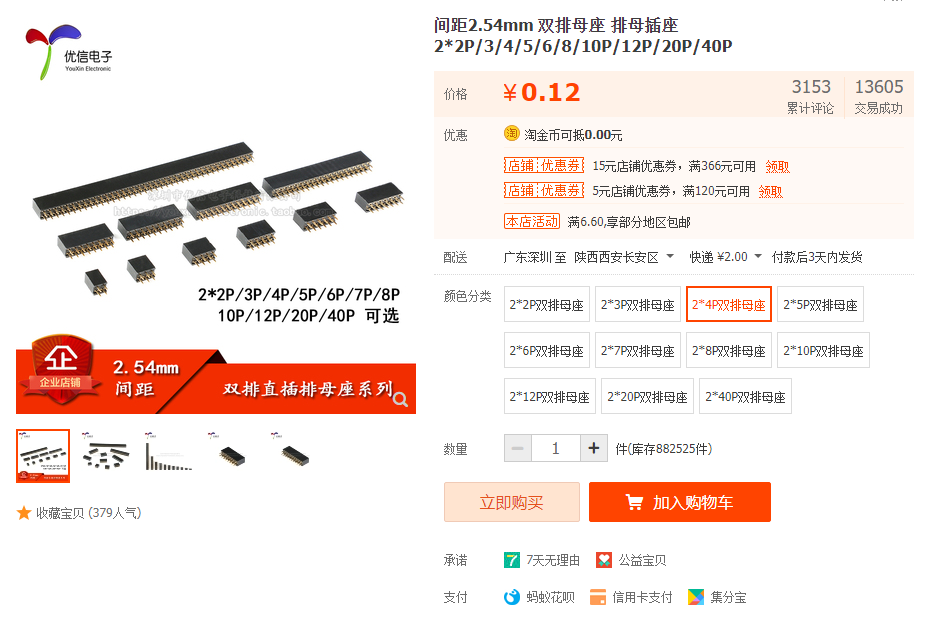 优信电子
YouXin Electronic
2*2P/3P/4P/5P/6P/7P/8P
10P/12P/20P/40P 可选
企
企业店铺
2.54mm
间距
双排直插排母座系列
收藏宝贝 (379人气)
间距2.54mm 双排母座 排母插座
2*2P/3/4/5/6/8/10P/12P/20P/40P
价格
¥0.12
3153
累计评论
13605
交易成功
优惠
淘 淘金币可抵0.00元
店铺 优惠券 15元店铺优惠券，满366元可用 领取
店铺 优惠券 5元店铺优惠券，满120元可用 领取
本店活动 满6.60,享部分地区包邮
配送
广东深圳 至 陕西西安长安区 快递 ¥2.00 付款后3天内发货
颜色分类
2*2P双排母座 2*3P双排母座 2*4P双排母座 2*5P双排母座
2*6P双排母座 2*7P双排母座 2*8P双排母座 2*10P双排母座
2*12P双排母座 2*20P双排母座 2*40P双排母座
数量
1
件(库存882525件)
立即购买 加入购物车
承诺
7 7天无理由 公益宝贝
支付
蚂蚁花呗 信用卡支付 集分宝